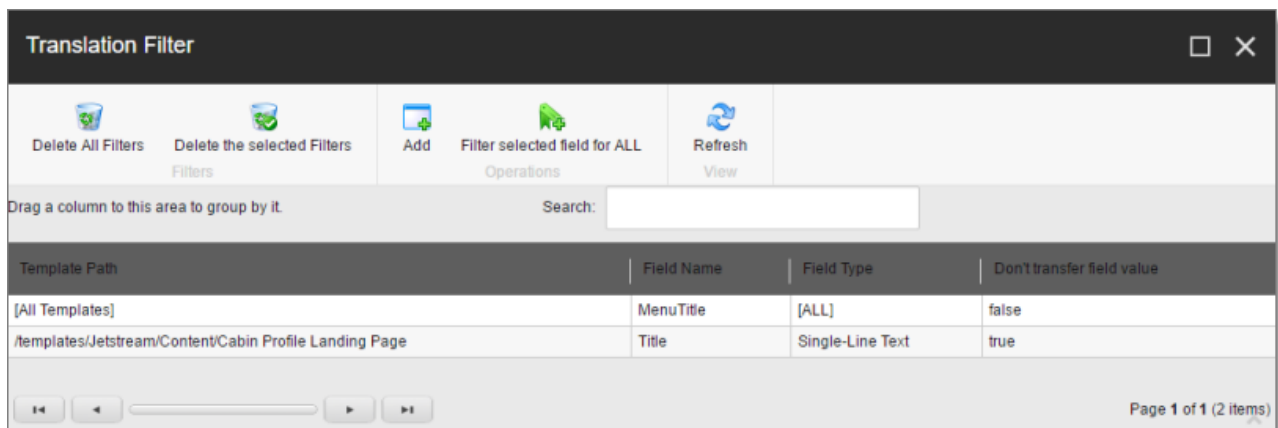 Translation Filter
Delete All Filters Delete the selected Filters Add Filter selected field for ALL Refresh
Filters Operations View
Drag a column to this area to group by it. Search:
Template Path Field Name Field Type Don't transfer field value
[All Templates] MenuTitle [ALL] false
/templates/Jetstream/Content/Cabin Profile Landing Page Title Single-Line Text true
Page 1 of 1 (2 items)